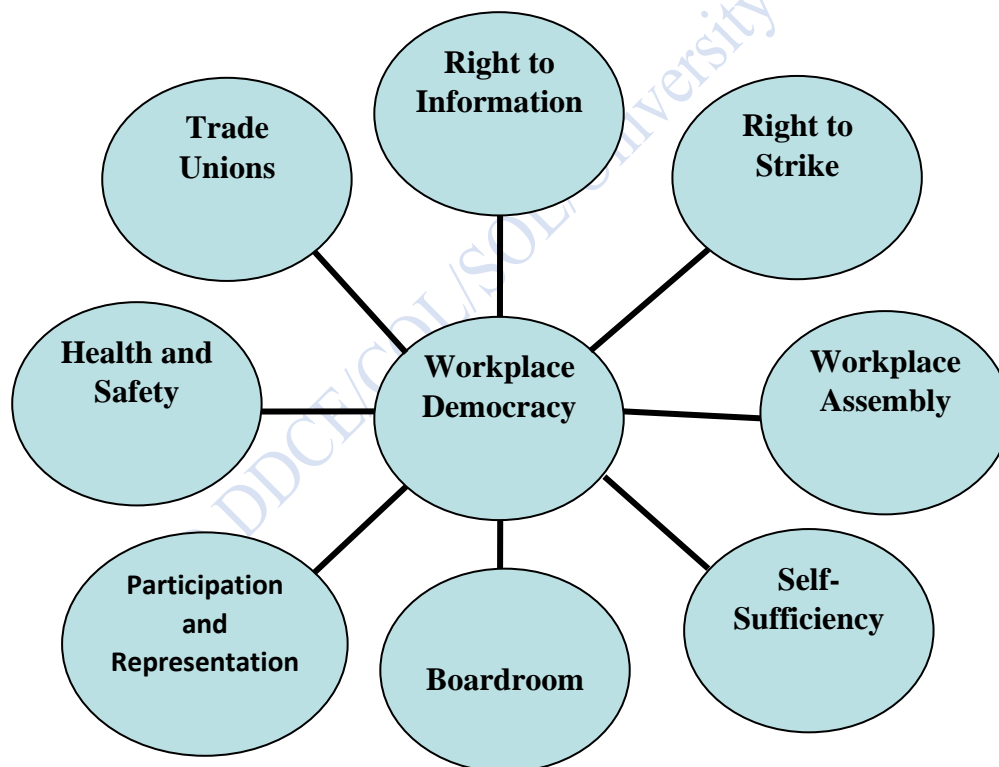 Right to
Information
Trade
Unions
Right to
Strike
Health and
Safety
Workplace
Democracy
Workplace
Assembly
Participation
and
Representation
Boardroom
Self-
Sufficiency
DDCE/COL/SOL/University